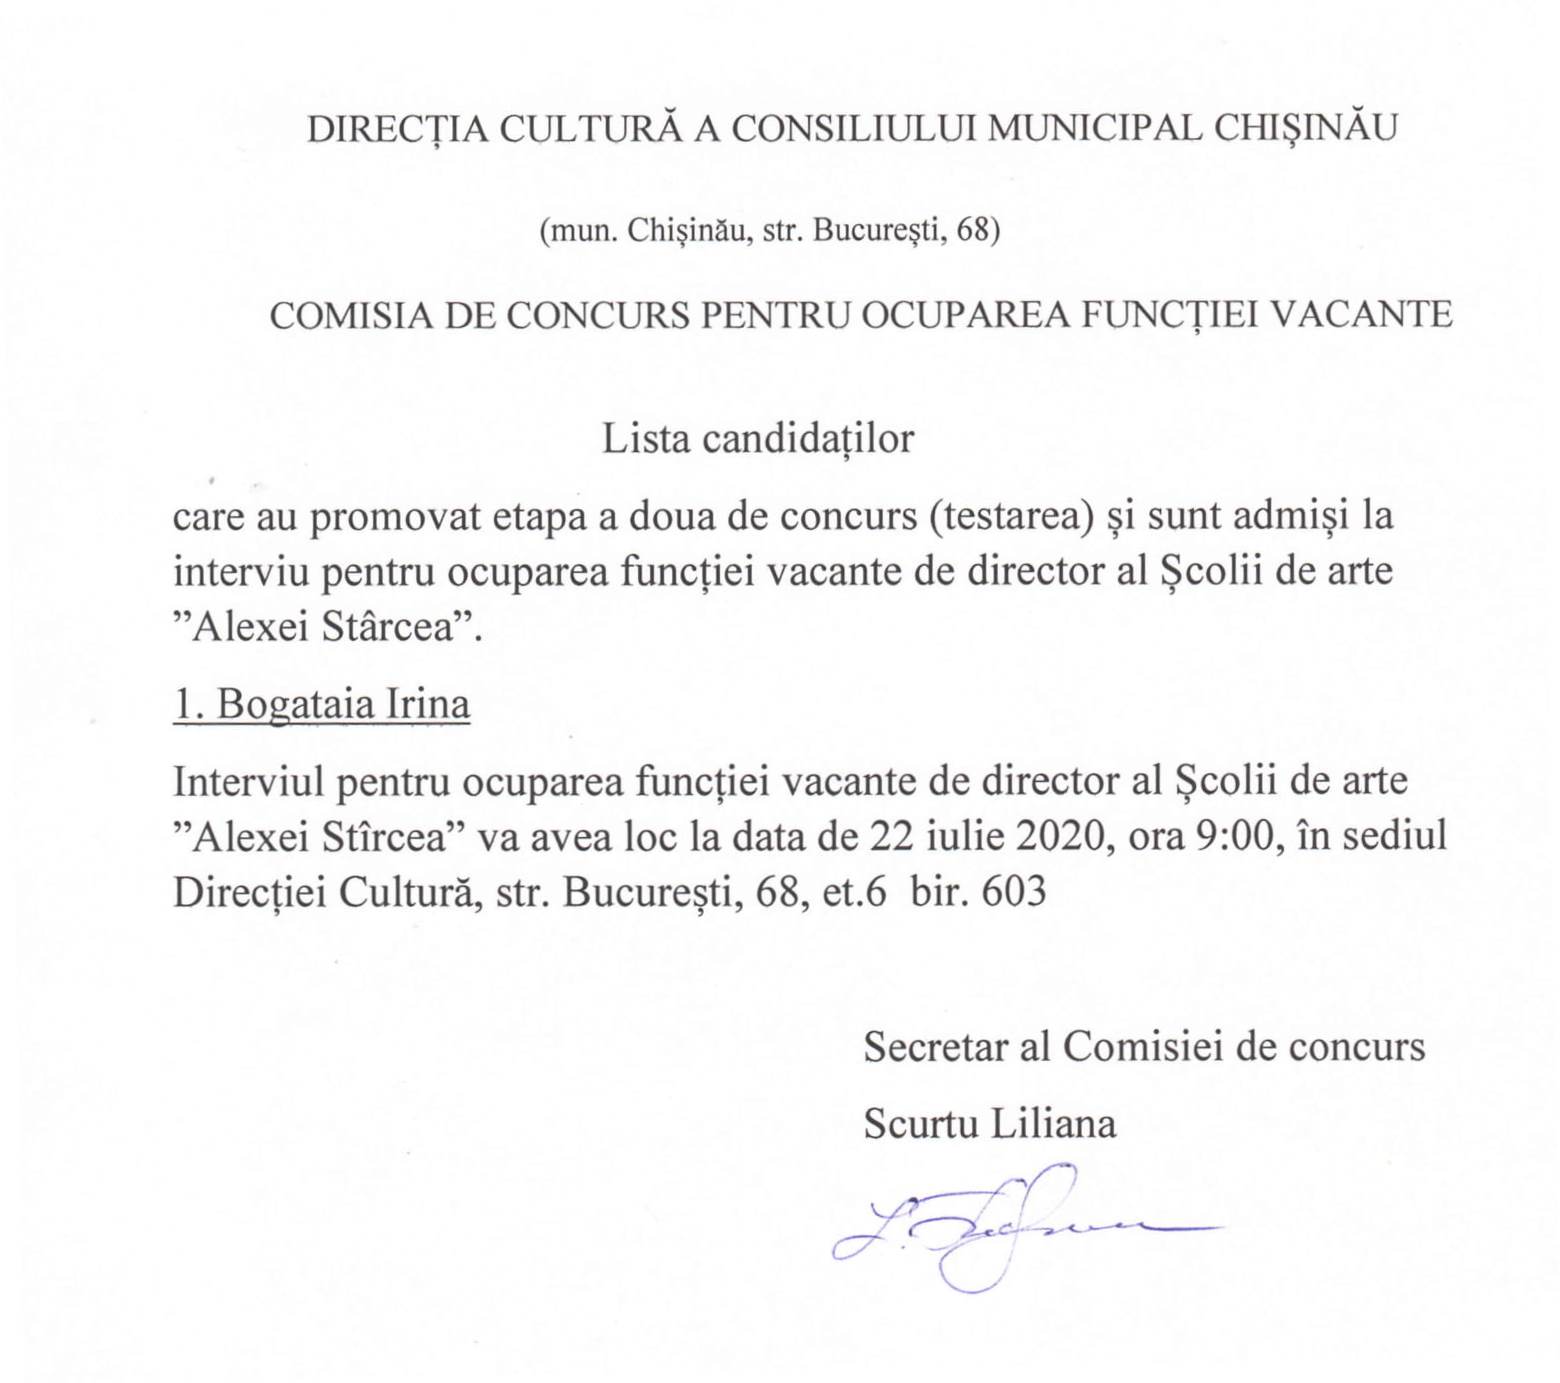 DIRECȚIA CULTURĂ A CONSILIULUI MUNICIPAL CHIȘINĂU
(mun. Chișinău, str. București, 68)
COMISIA DE CONCURS PENTRU OCUPAREA FUNCȚIEI VACANTE
Lista candidaților
care au promovat etapa a doua de concurs (testarea) și sunt admiși la
interviu pentru ocuparea funcției vacante de director al Școlii de arte
”Alexei Stârcea”.
1. Bogataia Irina
Interviul pentru ocuparea funcției vacante de director al Școlii de arte
”Alexei Stîrcea” va avea loc la data de 22 iulie 2020, ora 9:00, în sediul
Direcției Cultură, str. București, 68, et.6  bir. 603
Secretar al Comisiei de concurs
Scurtu Liliana